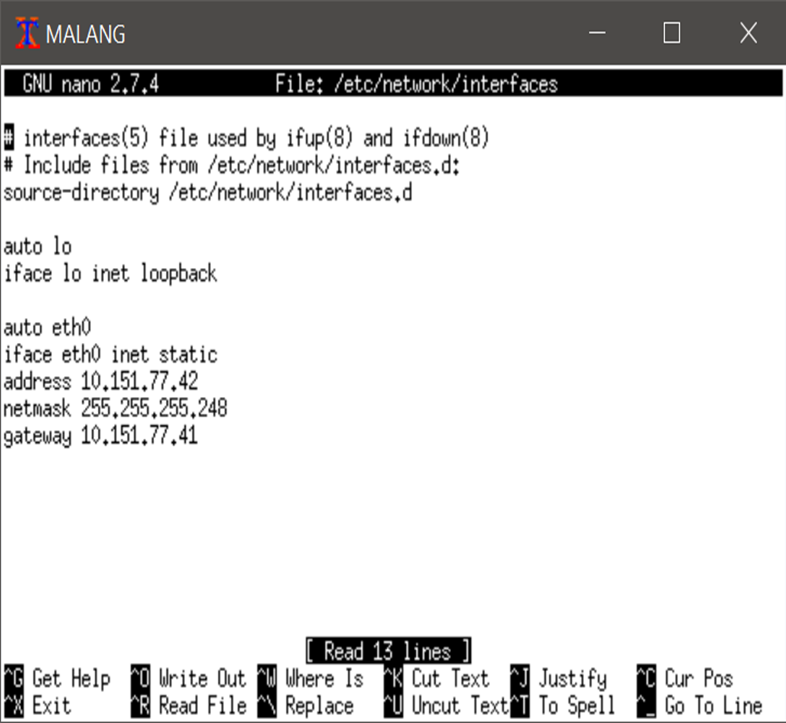 MALANG
GNU nano 2.7.4 File: /etc/network/interfaces
# interfaces(5) file used by ifup(8) and ifdown(8)
# Include files from /etc/network/interfaces.d:
source-directory /etc/network/interfaces.d
auto lo
iface lo inet loopback
auto eth0
iface eth0 inet static
address 10.151.77.42
netmask 255.255.255.248
gateway 10.151.77.41
[ Read 13 lines ]
^G Get Help ^O Write Out ^W Where Is ^K Cut Text ^J Justify ^C Cur Pos
^X Exit ^R Read File ^\ Replace ^U Uncut Text ^T To Spell ^_ Go To Line